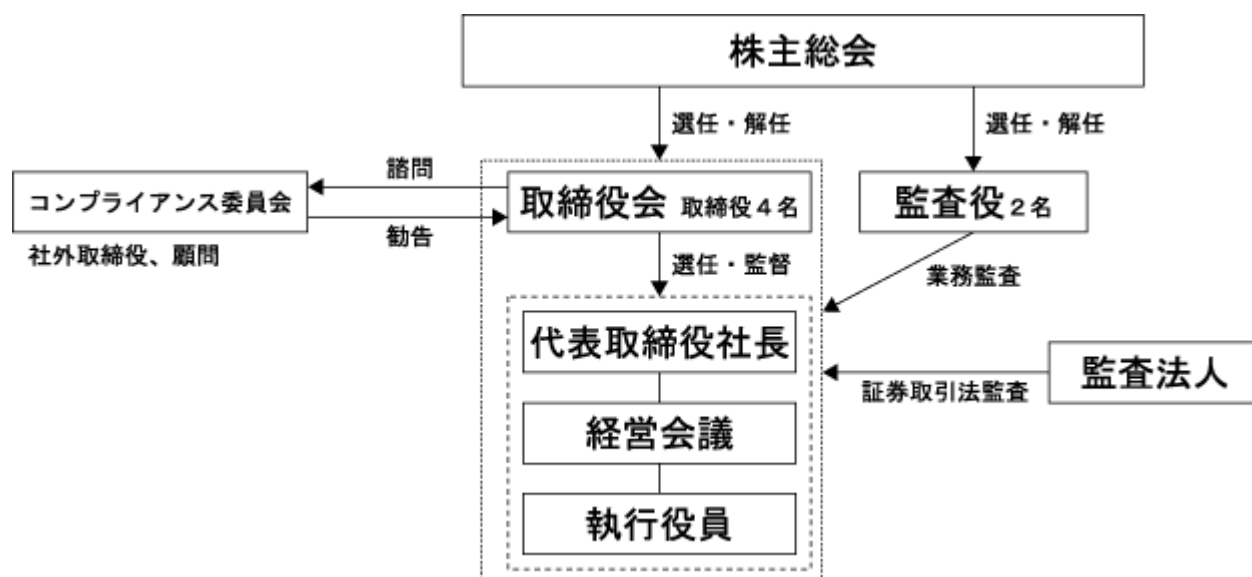 株主総会
選任・解任
選任・解任
諮問
コンプライアンス委員会
取締役会 取締役4名
監査役2名
勧告
社外取締役、顧問
選任・監督
業務監査
代表取締役社長
監査法人
証券取引法監査
経営会議
執行役員